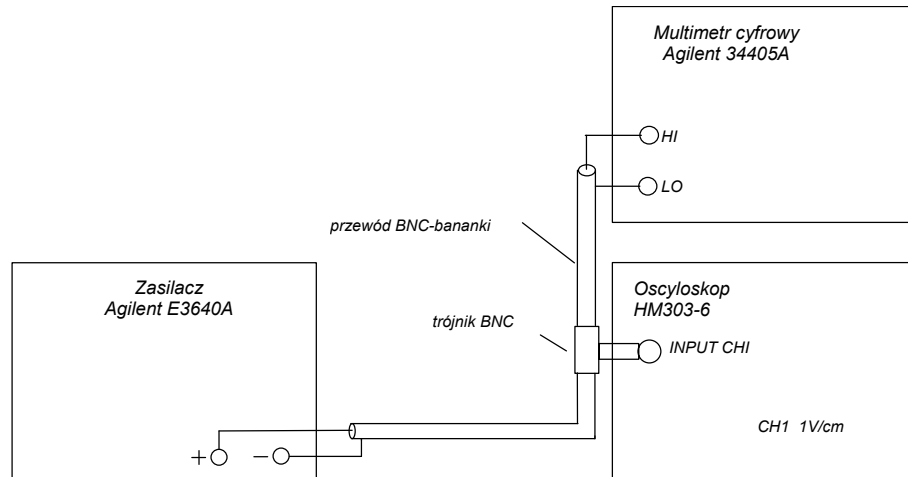 Multimetr cyfrowy
Agilent 34405A
HI
LO
przewód BNC-bananki
Zasilacz
Agilent E3640A
Oscyloskop
HM303-6
trójnik BNC
INPUT CHI
CH1 1V/cm
+ −